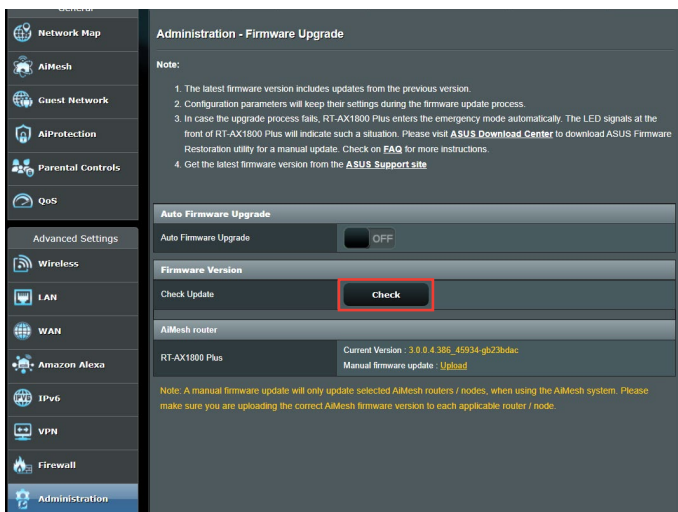 General
Network Map
AiMesh
Guest Network
AiProtection
Parental Controls
QoS
Advanced Settings
Wireless
LAN
WAN
Amazon Alexa
IPv6
VPN
Firewall
Administration
Administration - Firmware Upgrade
Note:
1. The latest firmware version includes updates from the previous version.
2. Configuration parameters will keep their settings during the firmware update process.
3. In case the upgrade process fails, RT-AX1800 Plus enters the emergency mode automatically. The LED signals at the
front of RT-AX1800 Plus will indicate such a situation. Please visit ASUS Download Center to download ASUS Firmware
Restoration utility for a manual update. Check on FAQ for more instructions.
4. Get the latest firmware version from the ASUS Support site
Auto Firmware Upgrade
Auto Firmware Upgrade OFF
Firmware Version
Check Update Check
AiMesh router
RT-AX1800 Plus
Current Version : 3.0.0.4.386_45934-gb23bdac
Manual firmware update : Upload
Note: A manual firmware update will only update selected AiMesh routers / nodes, when using the AiMesh system. Please
make sure you are uploading the correct AiMesh firmware version to each applicable router / node.